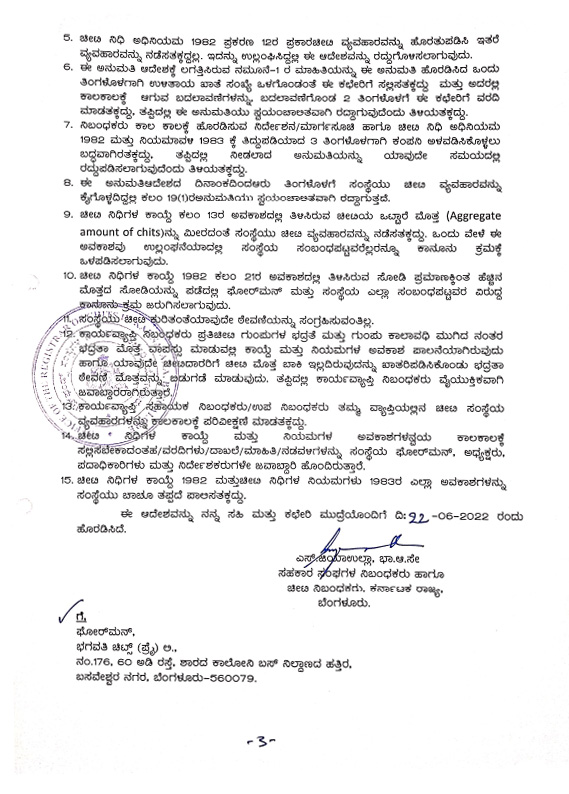 5. ಚೀಟಿ ನಿಧಿ ಅಧಿನಿಯಮ 1982 ಪ್ರಕರಣ 12ರ ಪ್ರಕಾರಚೀಟಿ ವ್ಯವಹಾರವನ್ನು ಹೊರತುಪಡಿಸಿ ಇತರೆ
ವ್ಯವಹಾರವನ್ನು ನಡೆಸತಕ್ಕದ್ದಲ್ಲ. ಇದನ್ನು ಉಲ್ಲಂಘಿಸಿದ್ದಲ್ಲಿ ಈ ಆದೇಶವನ್ನು ರದ್ದುಗೊಳಿಸಲಾಗುವುದು.
6. ಈ ಅನುಮತಿ ಆದೇಶಕ್ಕೆ ಲಗತ್ತಿಸಿರುವ ನಮೂನೆ-1 ರ ಮಾಹಿತಿಯನ್ನು ಈ ಅನುಮತಿ ಹೊರಡಿಸಿದ ಒಂದು
ತಿಂಗಳೊಳಗಾಗಿ ಉಳಿತಾಯ ಖಾತೆ ಸಂಖ್ಯೆ ಒಳಗೊಂಡಂತೆ ಈ ಕಛೇರಿಗೆ ಸಲ್ಲಿಸತಕ್ಕದ್ದು ಮತ್ತು ಅದರಲ್ಲಿ
ಕಾಲಕಾಲಕ್ಕೆ ಆಗುವ ಬದಲಾವಣೆಗಳನ್ನು, ಬದಲಾವಣೆಗೊಂಡ 2 ತಿಂಗಳೊಳಗೆ ಈ ಕಛೇರಿಗೆ ವರದಿ
ಮಾಡತಕ್ಕದ್ದು, ತಪ್ಪಿದಲ್ಲಿ ಈ ಅನುಮತಿಯು ಸ್ವಯಂಚಾಲಿತವಾಗಿ ರದ್ದಾಗುವುದೆಂದು ತಿಳಿಯತಕ್ಕದ್ದು.
7. ನಿಬಂಧಕರು ಕಾಲ ಕಾಲಕ್ಕೆ ಹೊರಡಿಸುವ ನಿರ್ದೇಶನ/ಮಾರ್ಗಸೂಚಿ ಹಾಗೂ ಚೀಟಿ ನಿಧಿ ಅಧಿನಿಯಮ
1982 ಮತ್ತು ನಿಯಮಾವಳಿ 1983 ಕ್ಕೆ ತಿದ್ದುಪಡಿಯಾದ 3 ತಿಂಗಳೊಳಗಾಗಿ ಕಂಪನಿ ಅಳವಡಿಸಿಕೊಳ್ಳಲು
ಬದ್ಧವಾಗಿರತಕ್ಕದ್ದು, ತಪ್ಪಿದಲ್ಲಿ ನೀಡಲಾದ ಅನುಮತಿಯನ್ನು ಯಾವುದೇ ಸಮಯದಲ್ಲಿ
ರದ್ದುಪಡಿಸಲಾಗುವುದೆಂದು ತಿಳಿಯತಕ್ಕದ್ದು.
8. ಈ ಅನುಮತಿಆದೇಶದ ದಿನಾಂಕದಿಂದಆರು ತಿಂಗಳೊಳಗೆ ಸಂಸ್ಥೆಯು ಚೀಟಿ ವ್ಯವಹಾರವನ್ನು
ಕೈಗೊಳ್ಳದಿದ್ದಲ್ಲಿ ಕಲಂ 19(1)ರಅನುಮತಿಯು ಸ್ವಯಂಚಾಲಿತವಾಗಿ ರದ್ದಾಗುತ್ತದೆ.
9. ಚೀಟಿ ನಿಧಿಗಳ ಕಾಯ್ದೆ ಕಲಂ 13ರ ಅವಕಾಶದಲ್ಲಿ ತಿಳಿಸಿರುವ ಚೀಟಿಯ ಒಟ್ಟಾರೆ ಮೊತ್ತ (Aggregate
amount of chits)ನ್ನು ಮೀರದಂತೆ ಸಂಸ್ಥೆಯು ಚೀಟಿ ವ್ಯವಹಾರವನ್ನು ನಡೆಸತಕ್ಕದ್ದು. ಒಂದು ವೇಳೆ ಈ
ಅವಕಾಶವು ಉಲ್ಲಂಘನೆಯಾದಲ್ಲಿ ಸಂಸ್ಥೆಯ ಸಂಬಂಧಪಟ್ಟವರೆಲ್ಲರನ್ನೂ ಕಾನೂನು ಕ್ರಮಕ್ಕೆ
ಒಳಪಡಿಸಲಾಗುವುದು.
10. ಚೀಟಿ ನಿಧಿಗಳ ಕಾಯ್ದೆ 1982 ಕಲಂ 21ರ ಅವಕಾಶದಲ್ಲಿ ತಿಳಿಸಿರುವ ಸೋಡಿ ಪ್ರಮಾಣಕ್ಕಿಂತ ಹೆಚ್ಚಿನ
ಮೊತ್ತದ ಸೋಡಿಯನ್ನು ಪಡೆದಲ್ಲಿ ಫೋರ್‌ಮನ್ ಮತ್ತು ಸಂಸ್ಥೆಯ ಎಲ್ಲಾ ಸಂಬಂಧಪಟ್ಟವರ ವಿರುದ್ಧ
ಕಾನೂನು ಕ್ರಮ ಜರುಗಿಸಲಾಗುವುದು.
11. ಸಂಸ್ಥೆಯು ಚೀಟಿ ಕುರಿತಂತೆಯಾವುದೇ ಠೇವಣಿಯನ್ನು ಸಂಗ್ರಹಿಸುವಂತಿಲ್ಲ.
12. ಕಾರ್ಯವ್ಯಾಪ್ತಿ ನಿಬಂಧಕರು ಪ್ರತಿಚೀಟಿ ಗುಂಪುಗಳ ಭದ್ರತೆ ಮತ್ತು ಗುಂಪು ಕಾಲಾವಧಿ ಮುಗಿದ ನಂತರ
ಭದ್ರತಾ ಮೊತ್ತ ವಾಪಸ್ಸು ಮಾಡುವಲ್ಲಿ ಕಾಯ್ದೆ ಮತ್ತು ನಿಯಮಗಳ ಅವಕಾಶ ಪಾಲನೆಯಾಗಿರುವುದು
ಹಾಗೂ ಯಾವುದೇ ಚೀಟಿದಾರರಿಗೆ ಚೀಟಿ ಮೊತ್ತ ಬಾಕಿ ಇಲ್ಲದಿರುವುದನ್ನು ಖಾತರಿಪಡಿಸಿಕೊಂಡು ಭದ್ರತಾ
ಠೇವಣಿ ಮೊತ್ತವನ್ನು ಬಿಡುಗಡೆ ಮಾಡುವುದು, ತಪ್ಪಿದಲ್ಲಿ ಕಾರ್ಯವ್ಯಾಪ್ತಿ ನಿಬಂಧಕರು ವೈಯುಕ್ತಿಕವಾಗಿ
ಜವಾಬ್ದಾರರಾಗಿರುತ್ತಾರೆ.
13. ಕಾರ್ಯವ್ಯಾಪ್ತಿ ಸಹಾಯಕ ನಿಬಂಧಕರು/ಉಪ ನಿಬಂಧಕರು ತಮ್ಮ ವ್ಯಾಪ್ತಿಯಲ್ಲಿನ ಚೀಟಿ ಸಂಸ್ಥೆಯ
ವ್ಯವಹಾರಗಳನ್ನು ಕಾಲಕಾಲಕ್ಕೆ ಪರಿವೀಕ್ಷಣೆ ಮಾಡತಕ್ಕದ್ದು.
14. ಚೀಟಿ ನಿಧಿಗಳ ಕಾಯ್ದೆ ಮತ್ತು ನಿಯಮಗಳ ಅವಕಾಶಗಳನ್ವಯ ಕಾಲಕಾಲಕ್ಕೆ
ಸಲ್ಲಿಸಬೇಕಾದಂತಹ/ವರದಿಗಳು/ದಾಖಲೆ/ಮಾಹಿತಿ/ನಡವಳಿಗಳನ್ನು ಸಂಸ್ಥೆಯ ಫೋರ್‌ಮನ್, ಅಧ್ಯಕ್ಷರು,
ಪದಾಧಿಕಾರಿಗಳು ಮತ್ತು ನಿರ್ದೇಶಕರುಗಳೇ ಜವಾಬ್ದಾರಿ ಹೊಂದಿರುತ್ತಾರೆ.
15. ಚೀಟಿ ನಿಧಿಗಳ ಕಾಯ್ದೆ 1982 ಮತ್ತುಚೀಟಿ ನಿಧಿಗಳ ನಿಯಮಗಳು 1983ರ ಎಲ್ಲಾ ಅವಕಾಶಗಳನ್ನು
ಸಂಸ್ಥೆಯು ಚಾಚೂ ತಪ್ಪದೆ ಪಾಲಿಸತಕ್ಕದ್ದು.
ಈ ಆದೇಶವನ್ನು ನನ್ನ ಸಹಿ ಮತ್ತು ಕಛೇರಿ ಮುದ್ರೆಯೊಂದಿಗೆ ದಿ: 22 -06-2022 ರಂದು
ಹೊರಡಿಸಿದೆ.
ಎಸ್.ಜಿಯಾಉಲ್ಲಾ, ಭಾ.ಆ.ಸೇ
ಸಹಕಾರ ಸಂಘಗಳ ನಿಬಂಧಕರು ಹಾಗೂ
ಚೀಟಿ ನಿಬಂಧಕರು, ಕರ್ನಾಟಕ ರಾಜ್ಯ,
ಬೆಂಗಳೂರು.
ಗೆ,
ಫೋರ್‌ಮನ್,
ಭಗವತಿ ಚಿಟ್ಸ್ (ಪ್ರೈ) ಲಿ.,
ನಂ.176, 60 ಅಡಿ ರಸ್ತೆ, ಶಾರದ ಕಾಲೋನಿ ಬಸ್ ನಿಲ್ದಾಣದ ಹತ್ತಿರ,
ಬಸವೇಶ್ವರ ನಗರ, ಬೆಂಗಳೂರು-560079.
-3-